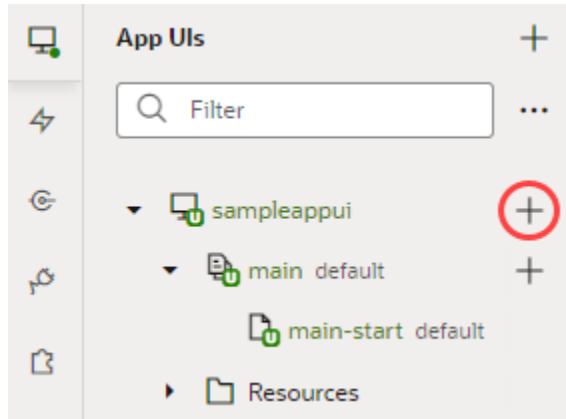 App UIs
Filter
sampleappui
main default
main-start default
Resources